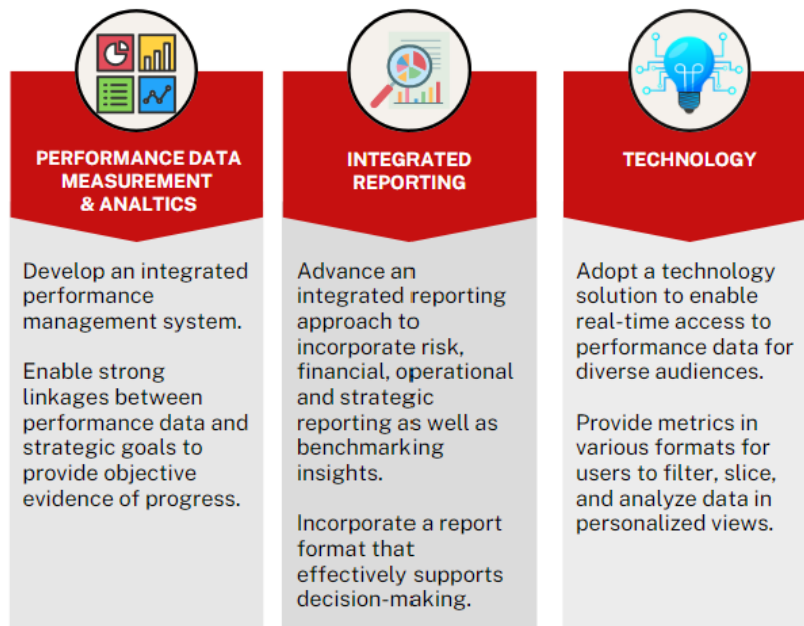 PERFORMANCE DATA
MEASUREMENT
& ANALTICS
Develop an integrated
performance
management system.
Enable strong
linkages between
performance data and
strategic goals to
provide objective
evidence of progress.
INTEGRATED
REPORTING
Advance an
integrated reporting
approach to
incorporate risk,
financial, operational
and strategic
reporting as well as
benchmarking
insights.
Incorporate a report
format that
effectively supports
decision-making.
TECHNOLOGY
Adopt a technology
solution to enable
real-time access to
performance data for
diverse audiences.
Provide metrics in
various formats for
users to filter, slice,
and analyze data in
personalized views.